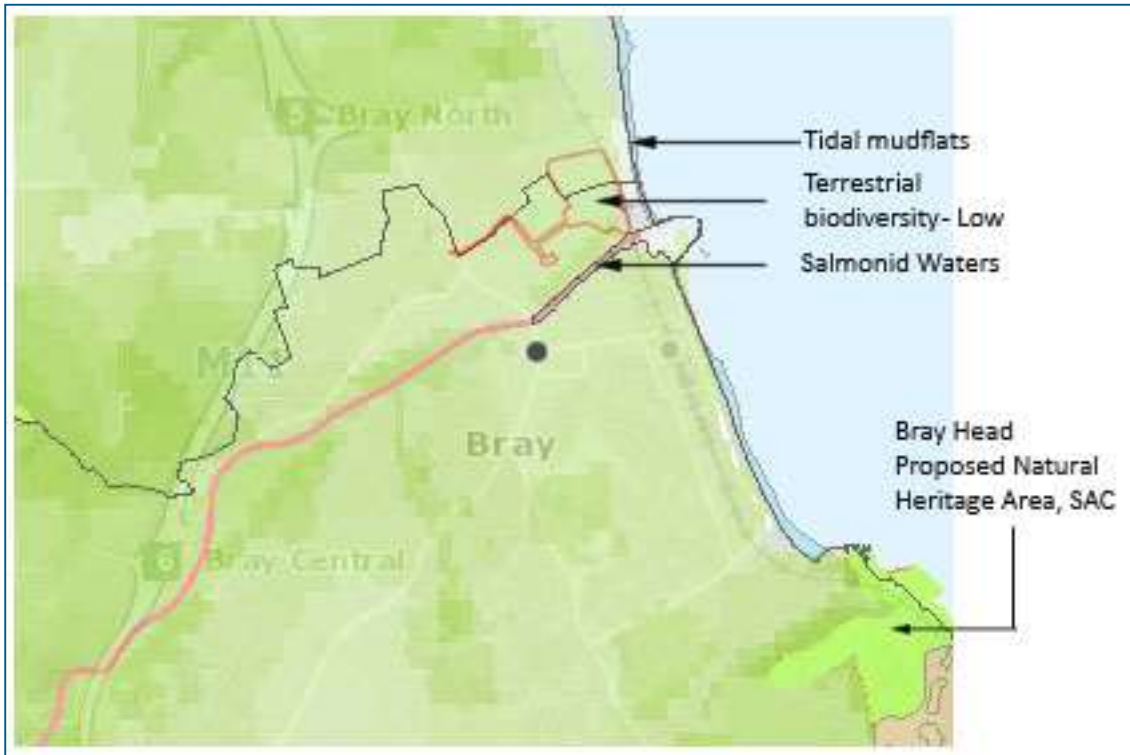 Bray North
Tidal mudflats
Terrestrial
biodiversity- Low
Salmonid Waters
Bray
Bray Head
Proposed Natural
Heritage Area, SAC
Bray Central